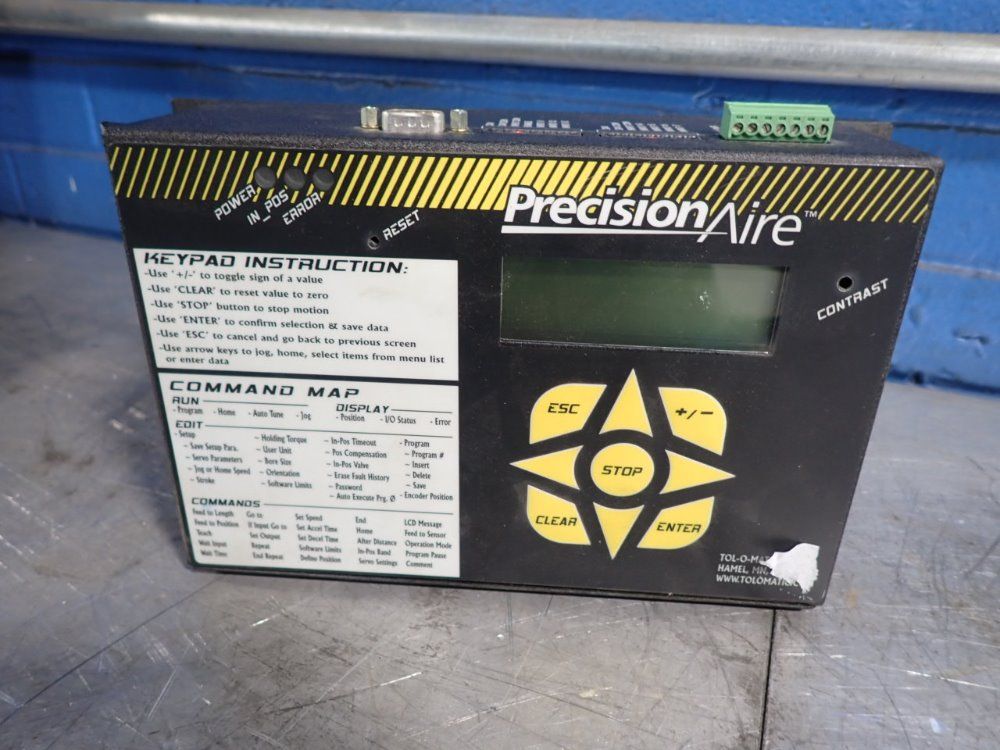 POWER
IN_POS
ERROR
RESET
PrecisionAire™
CONTRAST
KEYPAD INSTRUCTION:
-Use '+/-' to toggle sign of a value
-Use 'CLEAR' to reset value to zero
-Use 'STOP' button to stop motion
-Use 'ENTER' to confirm selection & save data
-Use 'ESC' to cancel and go back to previous screen
-Use arrow keys to jog, home, select items from menu list
or enter data
COMMAND MAP
RUN
- Program - Home - Auto Tune - Jog
DISPLAY
- Position - I/O Status - Error
EDIT
- Setup
~ Save Setup Para.
~ Servo Parameters
~ Jog or Home Speed
~ Stroke
~ Holding Torque
~ User Unit
~ Bore Size
~ Orientation
~ Software Limits
~ In-Pos Timeout
~ Pos Compensation
~ In-Pos Valve
~ Erase Fault History
~ Password
~ Auto Execute Prg. Ø
- Program
~ Program #
~ Insert
~ Delete
~ Save
- Encoder Position
COMMANDS
Feed to Length Go to Set Speed End LCD Message
Feed to Position If Input Go to Set Accel Time Home Feed to Sensor
Teach Set Output Set Decel Time After Distance Operation Mode
Wait Input Repeat Software Limits In-Pos Band Program Pause
Wait Time End Repeat Define Position Servo Settings Comment
ESC
+/-
STOP
CLEAR
ENTER
TOL-O-MAT
HAMEL, MN,
WWW.TOLOMATIC.C